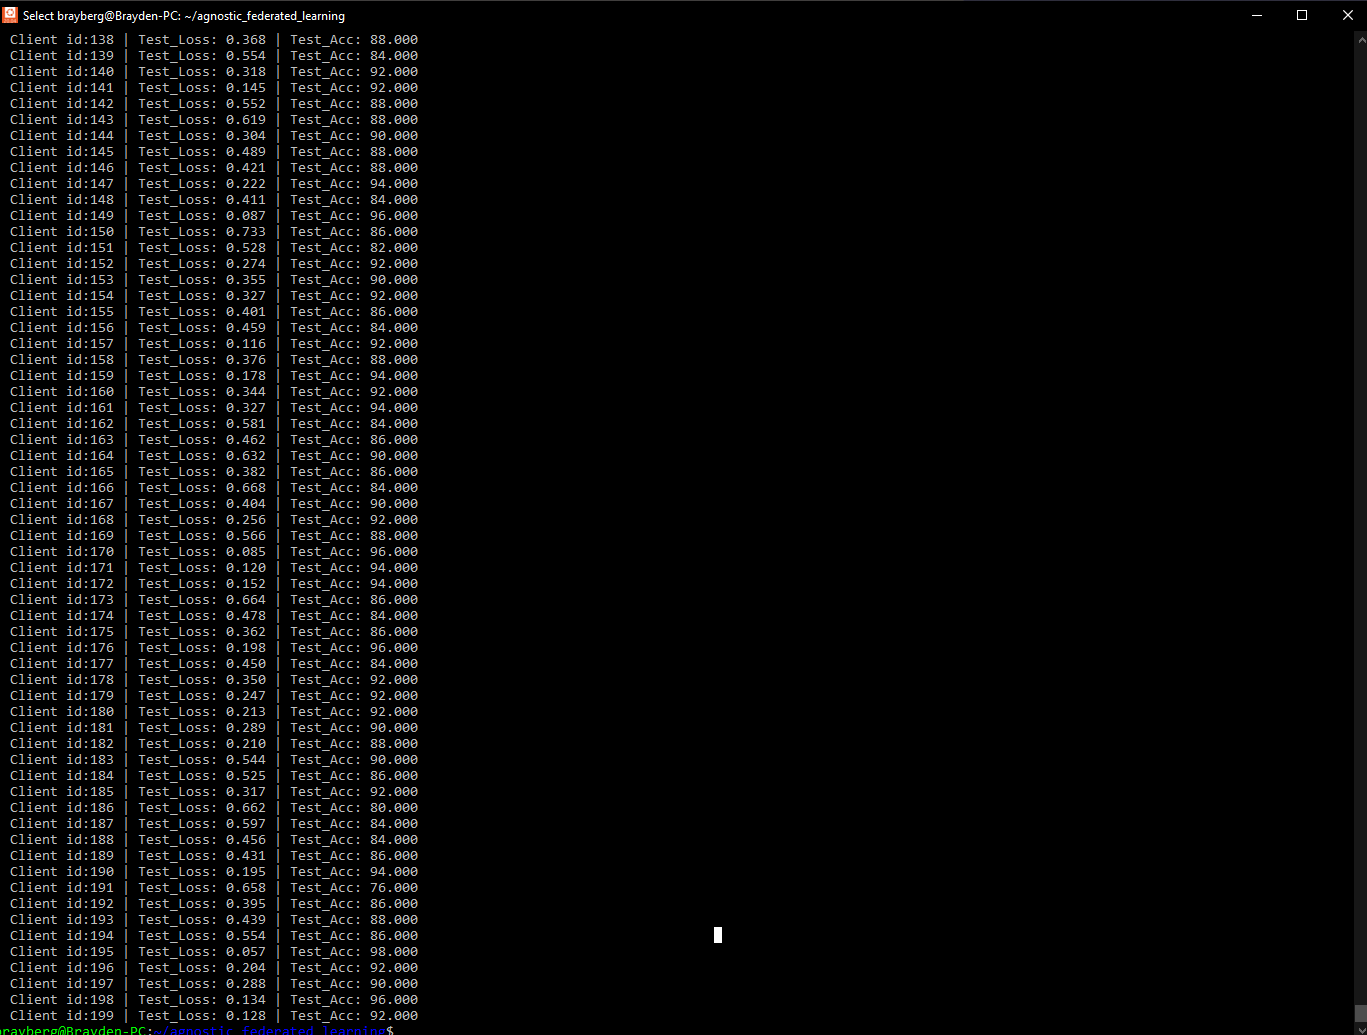 Select brayberg@Brayden-PC: ~/agnostic_federated_learning
Client id:138 | Test_Loss: 0.368 | Test_Acc: 88.000
Client id:139 | Test_Loss: 0.554 | Test_Acc: 84.000
Client id:140 | Test_Loss: 0.318 | Test_Acc: 92.000
Client id:141 | Test_Loss: 0.145 | Test_Acc: 92.000
Client id:142 | Test_Loss: 0.552 | Test_Acc: 88.000
Client id:143 | Test_Loss: 0.619 | Test_Acc: 88.000
Client id:144 | Test_Loss: 0.304 | Test_Acc: 90.000
Client id:145 | Test_Loss: 0.489 | Test_Acc: 88.000
Client id:146 | Test_Loss: 0.421 | Test_Acc: 88.000
Client id:147 | Test_Loss: 0.222 | Test_Acc: 94.000
Client id:148 | Test_Loss: 0.411 | Test_Acc: 84.000
Client id:149 | Test_Loss: 0.087 | Test_Acc: 96.000
Client id:150 | Test_Loss: 0.733 | Test_Acc: 86.000
Client id:151 | Test_Loss: 0.528 | Test_Acc: 82.000
Client id:152 | Test_Loss: 0.274 | Test_Acc: 92.000
Client id:153 | Test_Loss: 0.355 | Test_Acc: 90.000
Client id:154 | Test_Loss: 0.327 | Test_Acc: 92.000
Client id:155 | Test_Loss: 0.401 | Test_Acc: 86.000
Client id:156 | Test_Loss: 0.459 | Test_Acc: 84.000
Client id:157 | Test_Loss: 0.116 | Test_Acc: 92.000
Client id:158 | Test_Loss: 0.376 | Test_Acc: 88.000
Client id:159 | Test_Loss: 0.178 | Test_Acc: 94.000
Client id:160 | Test_Loss: 0.344 | Test_Acc: 92.000
Client id:161 | Test_Loss: 0.327 | Test_Acc: 94.000
Client id:162 | Test_Loss: 0.581 | Test_Acc: 84.000
Client id:163 | Test_Loss: 0.462 | Test_Acc: 86.000
Client id:164 | Test_Loss: 0.632 | Test_Acc: 90.000
Client id:165 | Test_Loss: 0.382 | Test_Acc: 86.000
Client id:166 | Test_Loss: 0.668 | Test_Acc: 84.000
Client id:167 | Test_Loss: 0.404 | Test_Acc: 90.000
Client id:168 | Test_Loss: 0.256 | Test_Acc: 92.000
Client id:169 | Test_Loss: 0.566 | Test_Acc: 88.000
Client id:170 | Test_Loss: 0.085 | Test_Acc: 96.000
Client id:171 | Test_Loss: 0.120 | Test_Acc: 94.000
Client id:172 | Test_Loss: 0.152 | Test_Acc: 94.000
Client id:173 | Test_Loss: 0.664 | Test_Acc: 86.000
Client id:174 | Test_Loss: 0.478 | Test_Acc: 84.000
Client id:175 | Test_Loss: 0.362 | Test_Acc: 86.000
Client id:176 | Test_Loss: 0.198 | Test_Acc: 96.000
Client id:177 | Test_Loss: 0.450 | Test_Acc: 84.000
Client id:178 | Test_Loss: 0.350 | Test_Acc: 92.000
Client id:179 | Test_Loss: 0.247 | Test_Acc: 92.000
Client id:180 | Test_Loss: 0.213 | Test_Acc: 92.000
Client id:181 | Test_Loss: 0.289 | Test_Acc: 90.000
Client id:182 | Test_Loss: 0.210 | Test_Acc: 88.000
Client id:183 | Test_Loss: 0.544 | Test_Acc: 90.000
Client id:184 | Test_Loss: 0.525 | Test_Acc: 86.000
Client id:185 | Test_Loss: 0.317 | Test_Acc: 92.000
Client id:186 | Test_Loss: 0.662 | Test_Acc: 80.000
Client id:187 | Test_Loss: 0.597 | Test_Acc: 84.000
Client id:188 | Test_Loss: 0.456 | Test_Acc: 84.000
Client id:189 | Test_Loss: 0.431 | Test_Acc: 86.000
Client id:190 | Test_Loss: 0.195 | Test_Acc: 94.000
Client id:191 | Test_Loss: 0.658 | Test_Acc: 76.000
Client id:192 | Test_Loss: 0.395 | Test_Acc: 86.000
Client id:193 | Test_Loss: 0.439 | Test_Acc: 88.000
Client id:194 | Test_Loss: 0.554 | Test_Acc: 86.000
Client id:195 | Test_Loss: 0.057 | Test_Acc: 98.000
Client id:196 | Test_Loss: 0.204 | Test_Acc: 92.000
Client id:197 | Test_Loss: 0.288 | Test_Acc: 90.000
Client id:198 | Test_Loss: 0.134 | Test_Acc: 96.000
Client id:199 | Test_Loss: 0.128 | Test_Acc: 92.000
brayberg@Brayden-PC:~/agnostic_federated_learning$